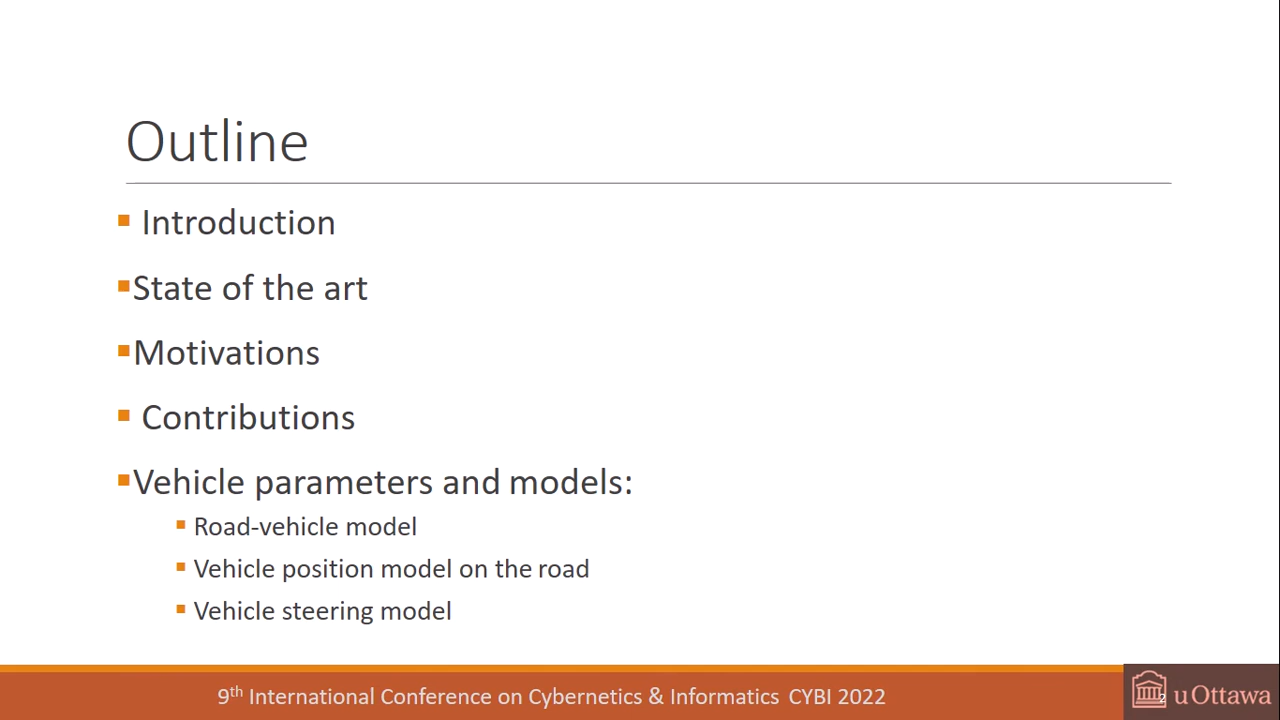 Outline
▪ Introduction
▪State of the art
▪Motivations
▪ Contributions
▪Vehicle parameters and models:
▪ Road-vehicle model
▪ Vehicle position model on the road
▪ Vehicle steering model
9th International Conference on Cybernetics & Informatics CYBI 2022
2
uOttawa